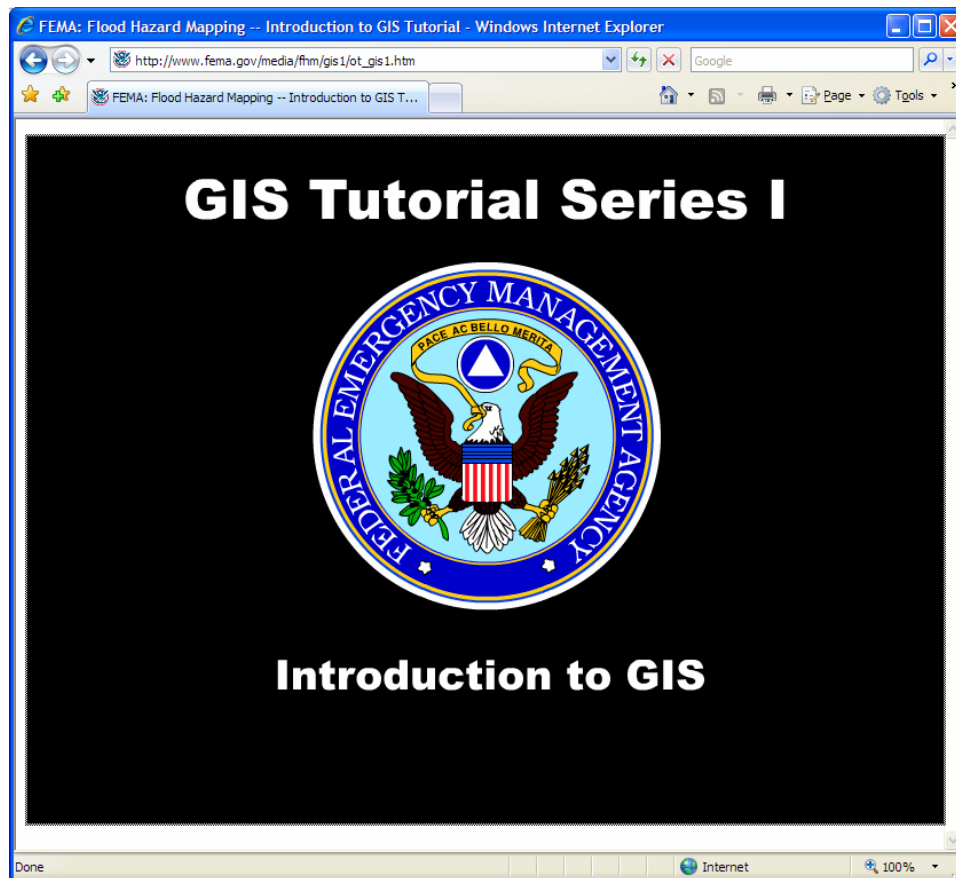 FEMA: Flood Hazard Mapping -- Introduction to GIS Tutorial - Windows Internet Explorer
http://www.fema.gov/media/fhm/gis1/ot_gis1.htm
Google
FEMA: Flood Hazard Mapping -- Introduction to GIS T...
Page
Tools
»
GIS Tutorial Series I
FEDERAL EMERGENCY MANAGEMENT AGENCY
PACE AC BELLO MERITA
Introduction to GIS
Done
Internet
100%